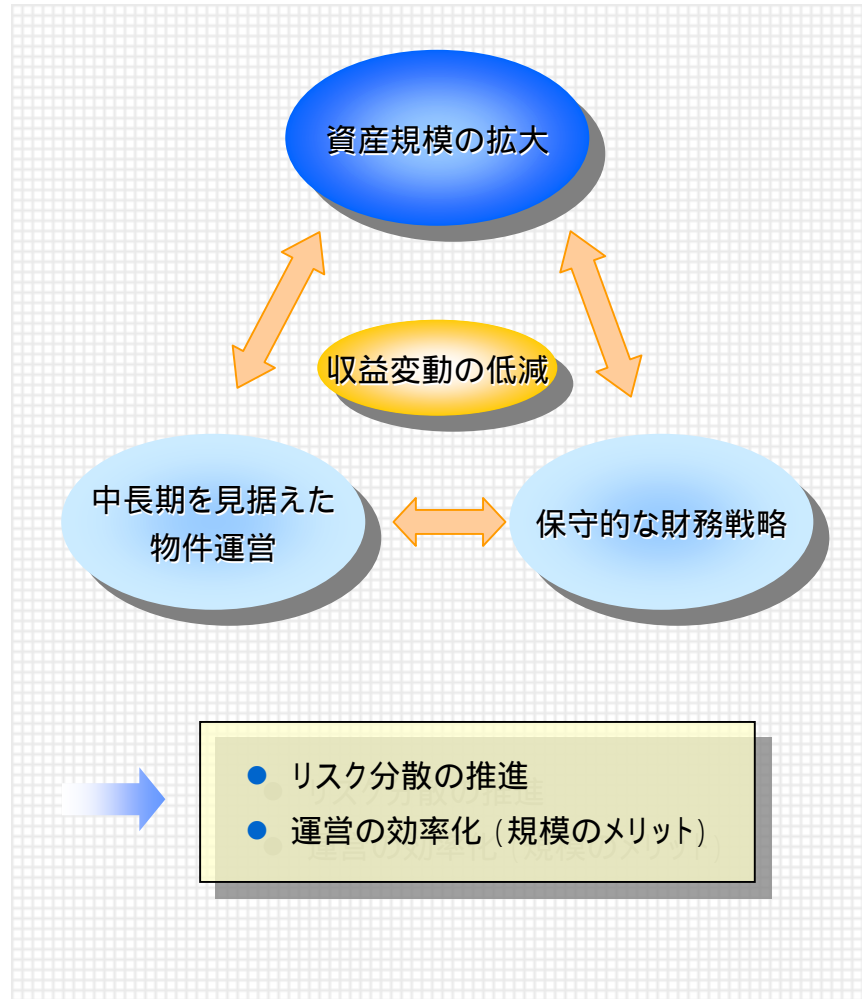 資産規模の拡大
収益変動の低減
中長期を見据えた
物件運営
保守的な財務戦略
● リスク分散の推進
● 運営の効率化（規模のメリット）